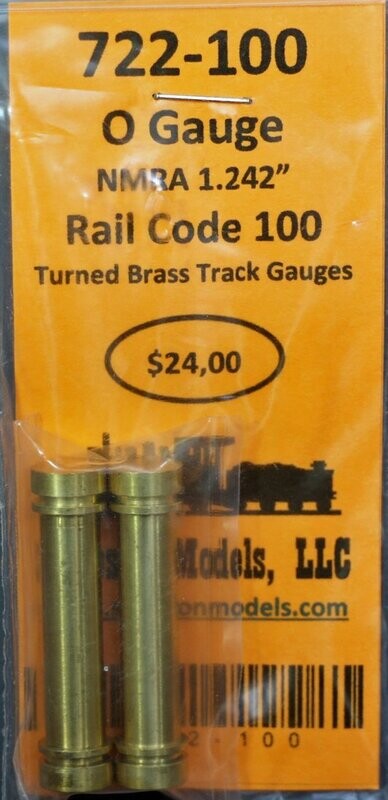 722-100
O Gauge
NMRA 1.242”
Rail Code 100
Turned Brass Track Gauges
$24,00
Models, LLC
onmodels.com
2-100